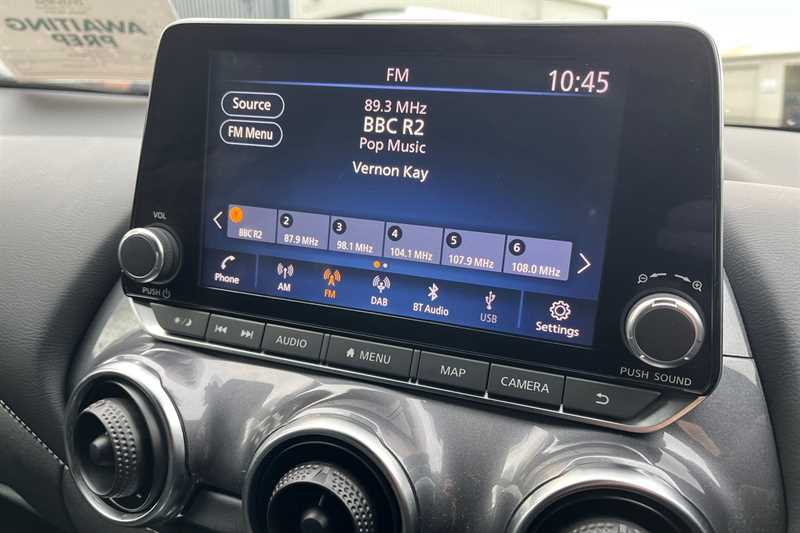 AWAITING
PREP
FM
10:45
Source
89.3 MHz
BBC R2
FM Menu
Pop Music
Vernon Kay
1 2 3 4 5 6
BBC R2 87.9 MHz 98.1 MHz 104.1 MHz 107.9 MHz 108.0 MHz
Phone AM FM DAB BT Audio USB Settings
VOL
PUSH
PUSH SOUND
AUDIO MENU MAP CAMERA